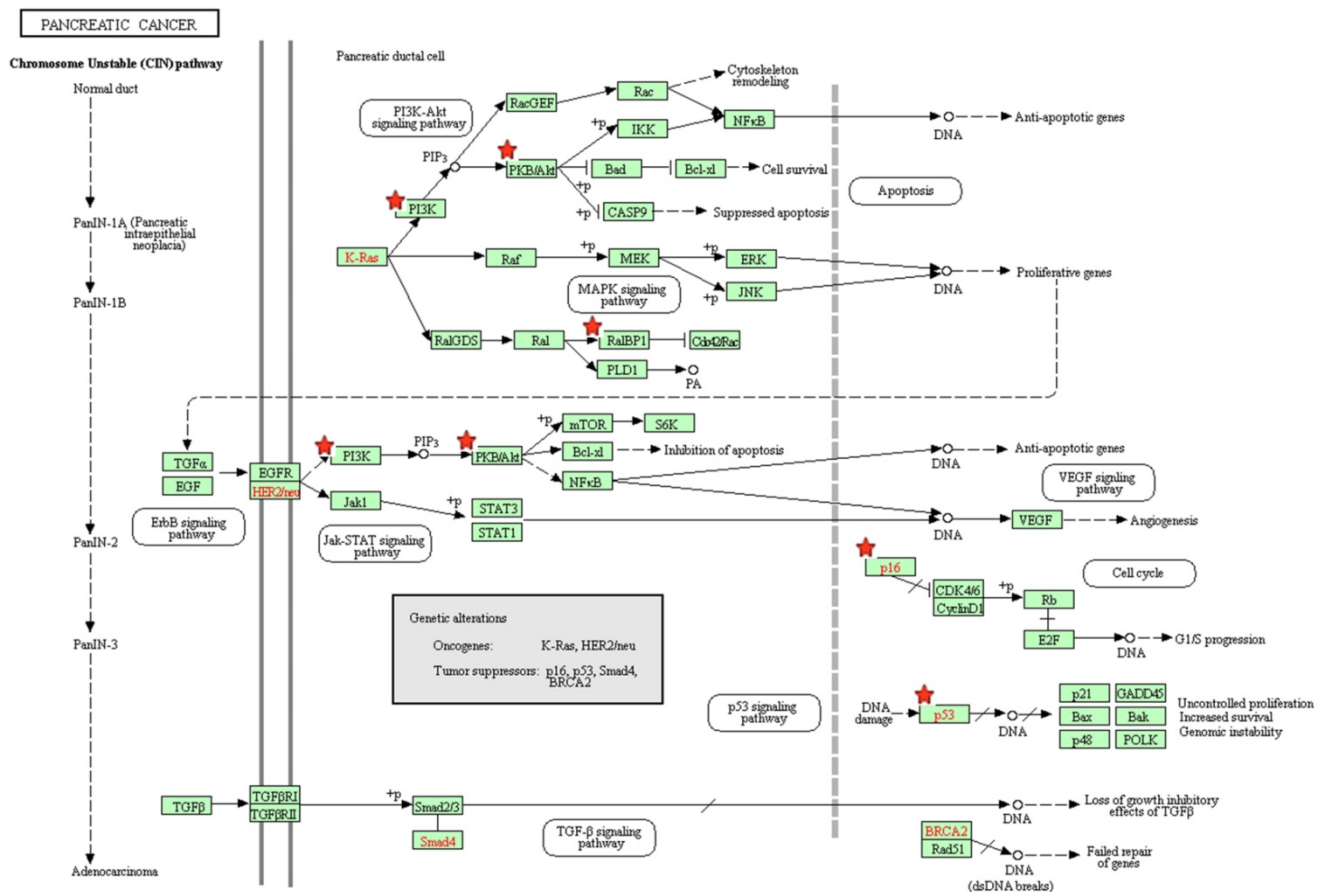 PANCREATIC CANCER
Chromosome Unstable (CIN) pathway
Normal duct
PanIN-1A (Pancreatic
intraepithelial
neoplacia)
PanIN-1B
PanIN-2
PanIN-3
Adenocarcinoma
Pancreatic ductal cell
PI3K-Akt
signaling pathway
RacGEF
Rac
Cytoskeleton
remodeling
NFκB
DNA
Anti-apoptotic genes
+p
IKK
PIP3
PKB/Akt
Bad
Bcl-xl
Cell survival
+p
Apoptosis
PI3K
+p
CASP9
Suppressed apoptosis
K-Ras
Raf
+p
MEK
+p
ERK
DNA
Proliferative genes
MAPK signaling
pathway
+p
JNK
RalGDS
Ral
RalBP1
Cdc42/Rac
PLD1
PA
TGFα
EGF
EGFR
HER2/neu
ErbB signaling
pathway
PI3K
PIP3
PKB/Akt
+p
mTOR
S6K
Bcl-xl
Inhibition of apoptosis
NFκB
DNA
Anti-apoptotic genes
VEGF signling
pathway
Jak1
+p
STAT3
STAT1
DNA
VEGF
Angiogenesis
Jak-STAT signaling
pathway
p16
Cell cycle
CDK4/6
CyclinD1
+p
Rb
E2F
DNA
G1/S progression
Genetic alterations
Oncogenes: K-Ras, HER2/neu
Tumor suppressors: p16, p53, Smad4,
BRCA2
p53 signaling
pathway
DNA
damage
p53
DNA
p21
GADD45
Bax
Bak
p48
POLK
Uncontrolled proliferation
Increased survival
Genomic instability
TGFβ
TGFβRI
TGFβRII
+p
Smad2/3
Smad4
TGF-β signaling
pathway
DNA
Loss of growth inhibitory
effects of TGFβ
BRCA2
Rad51
DNA
(dsDNA breaks)
Failed repair
of genes